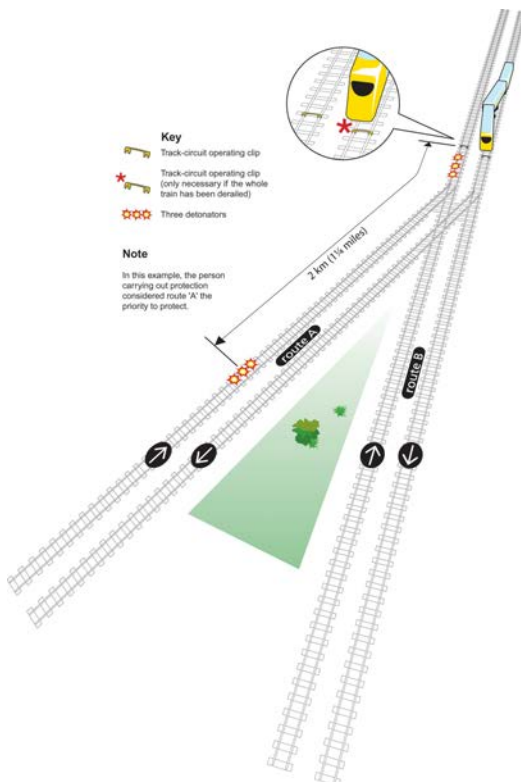 Key
Track-circuit operating clip
Track-circuit operating clip
(only necessary if the whole
train has been derailed)
Three detonators
Note
In this example, the person
carrying out protection
considered route 'A' the
priority to protect.
2 km (1¼ miles)
route A
route B